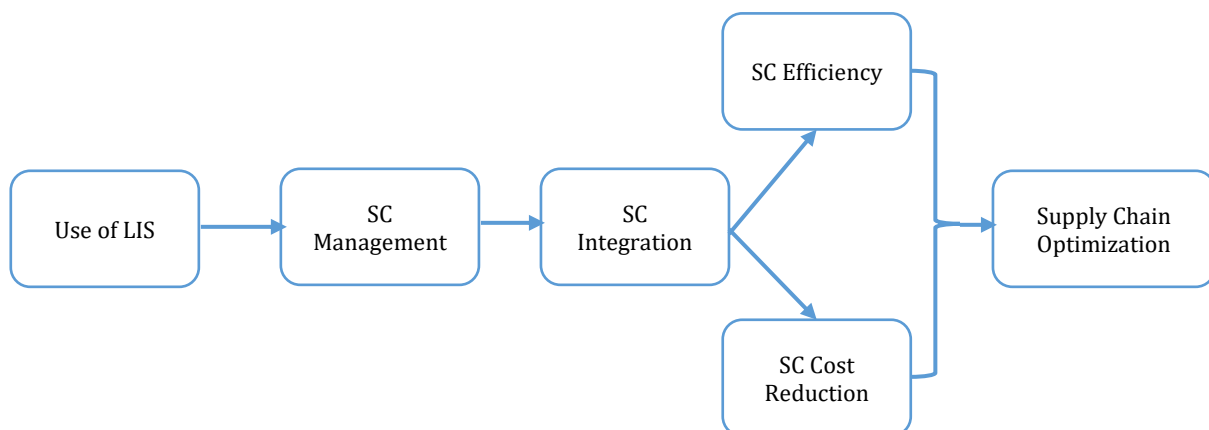 Use of LIS
SC
Management
SC
Integration
SC Efficiency
SC Cost
Reduction
Supply Chain
Optimization